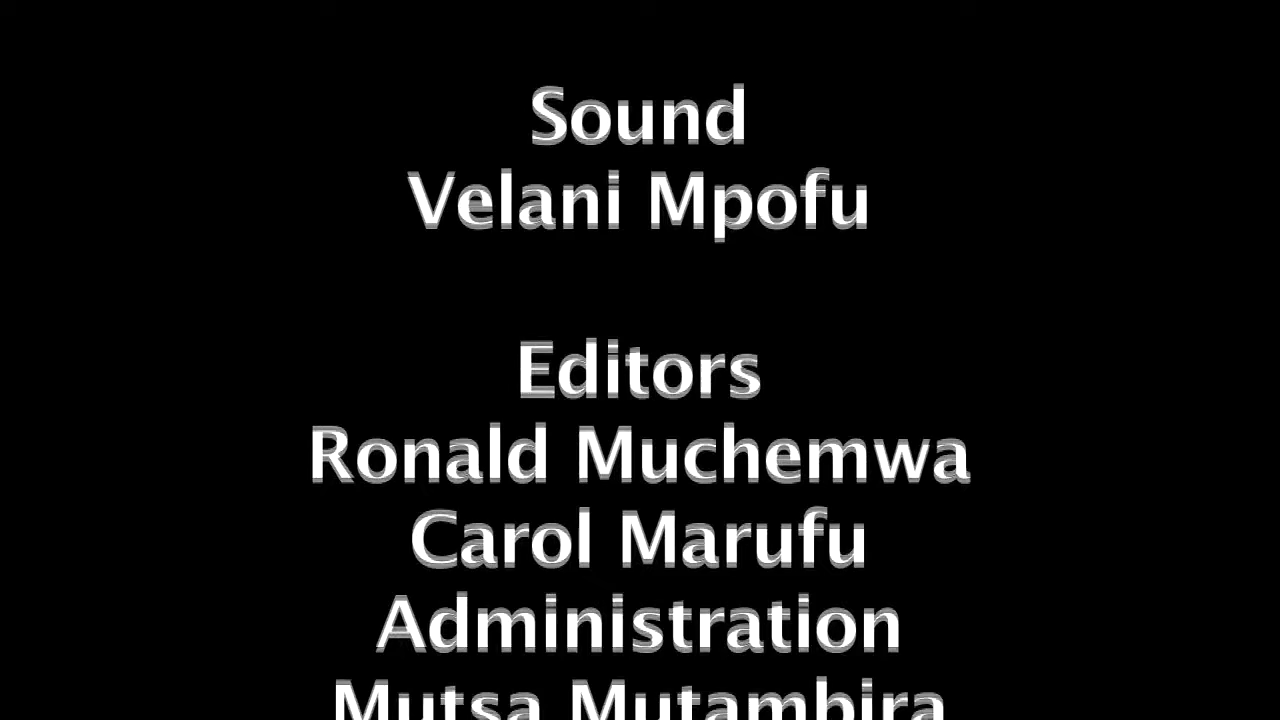 Sound
Velani Mpofu
Editors
Ronald Muchemwa
Carol Marufu
Administration
Mutsa Mutambira